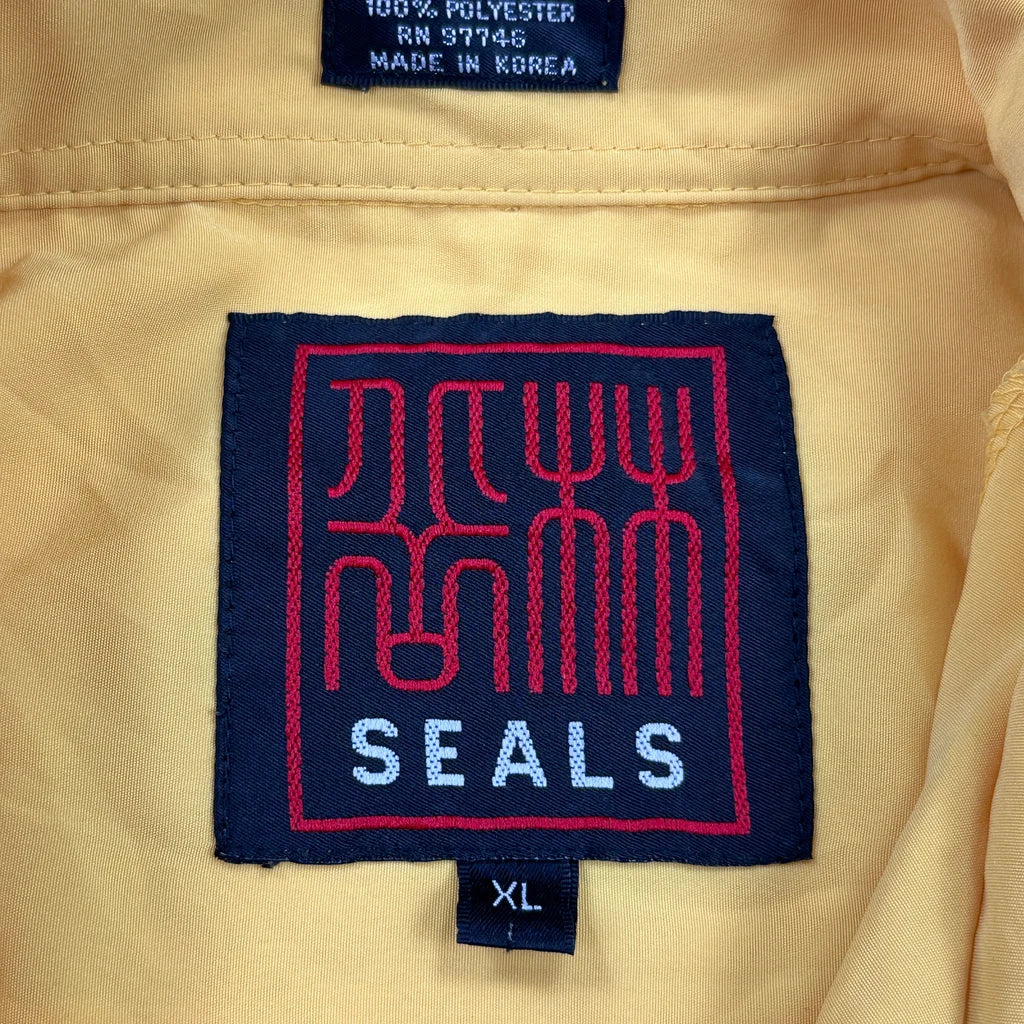 100% POLYESTER
RN 97746
MADE IN KOREA
SEALS
XL